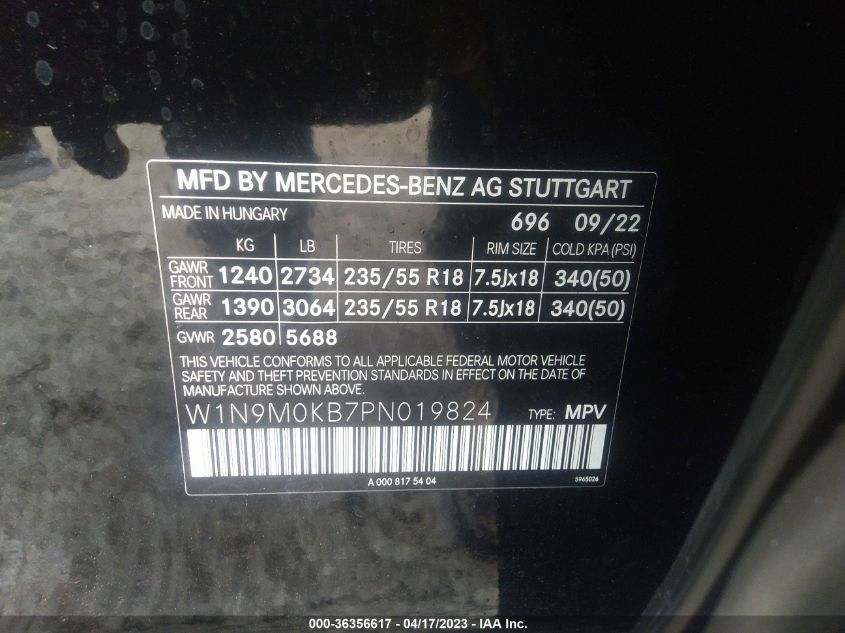 MFD BY MERCEDES-BENZ AG STUTTGART
MADE IN HUNGARY 696 09/22
KG LB TIRES RIM SIZE COLD KPA (PSI)
GAWR FRONT 1240 2734 235/55 R18 7.5Jx18 340(50)
GAWR REAR 1390 3064 235/55 R18 7.5Jx18 340(50)
GVWR 2580 5688
THIS VEHICLE CONFORMS TO ALL APPLICABLE FEDERAL MOTOR VEHICLE
SAFETY AND THEFT PREVENTION STANDARDS IN EFFECT ON THE DATE OF
MANUFACTURE SHOWN ABOVE.
W1N9M0KB7PN019824 TYPE: MPV
A 000 817 54 04 5965026
000-36356617 - 04/17/2023 - IAA Inc.